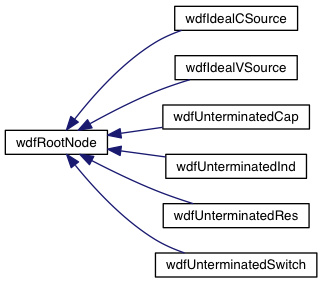 wdfIdealCSource
wdfIdealVSource
wdfUnterminatedCap
wdfRootNode
wdfUnterminatedInd
wdfUnterminatedRes
wdfUnterminatedSwitch